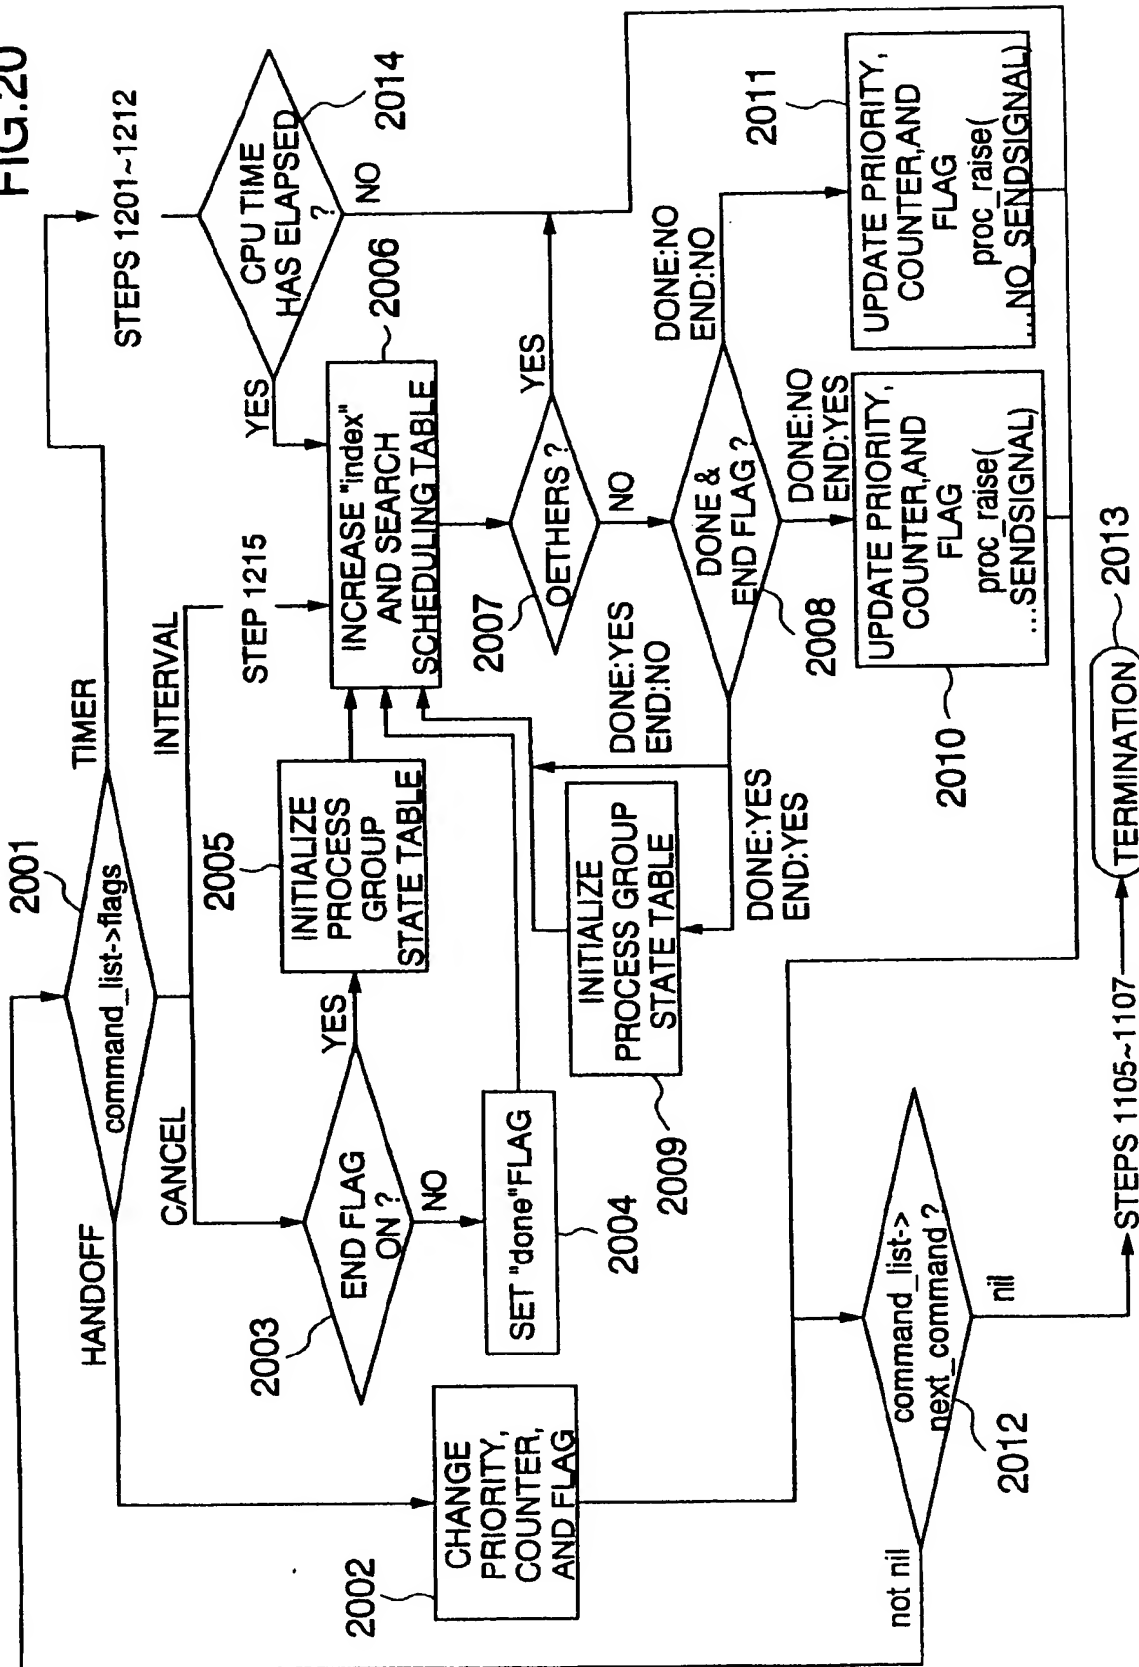 FIG.20
2001
command_list->flags
HANDOFF
CANCEL
INTERVAL
TIMER
STEPS 1201~1212
CPU TIME
HAS ELAPSED
?
2014
YES
NO
STEP 1215
2002
CHANGE
PRIORITY,
COUNTER,
AND FLAG
2003
END FLAG
ON ?
YES
NO
2004
SET "done"FLAG
2005
INITIALIZE
PROCESS
GROUP
STATE TABLE
2006
INCREASE "index"
AND SEARCH
SCHEDULING TABLE
2007
OETHERS ?
YES
NO
2008
DONE &
END FLAG ?
DONE:YES
END:NO
DONE:YES
END:YES
DONE:NO
END:YES
DONE:NO
END:NO
2009
INITIALIZE
PROCESS GROUP
STATE TABLE
2010
UPDATE PRIORITY,
COUNTER,AND
FLAG
proc_raise(
...SENDSIGNAL)
2011
UPDATE PRIORITY,
COUNTER,AND
FLAG
proc_raise(
...NO_SENDSIGNAL)
2012
command_list->
next_command ?
not nil
nil
STEPS 1105~1107
TERMINATION
2013